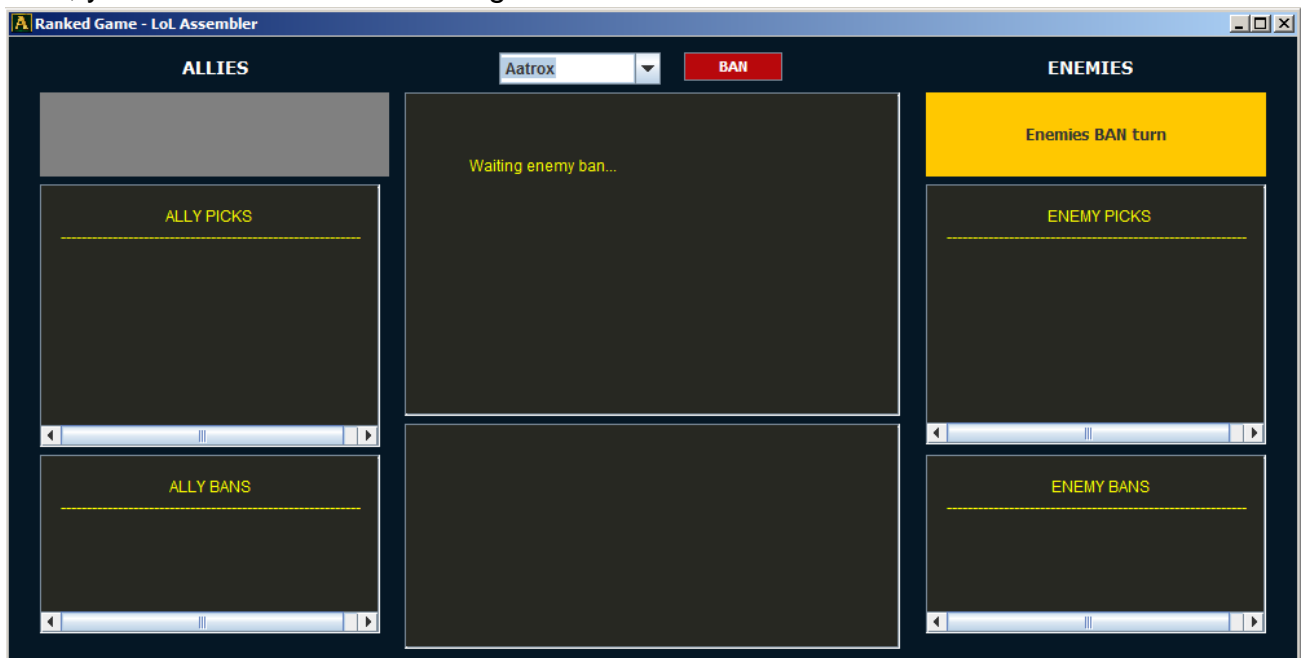 Ranked Game - LoL Assembler
ALLIES
Aatrox
BAN
ENEMIES
Enemies BAN turn
Waiting enemy ban...
ALLY PICKS
------------------------------------------------------------
ENEMY PICKS
------------------------------------------------------------
ALLY BANS
------------------------------------------------------------
ENEMY BANS
------------------------------------------------------------